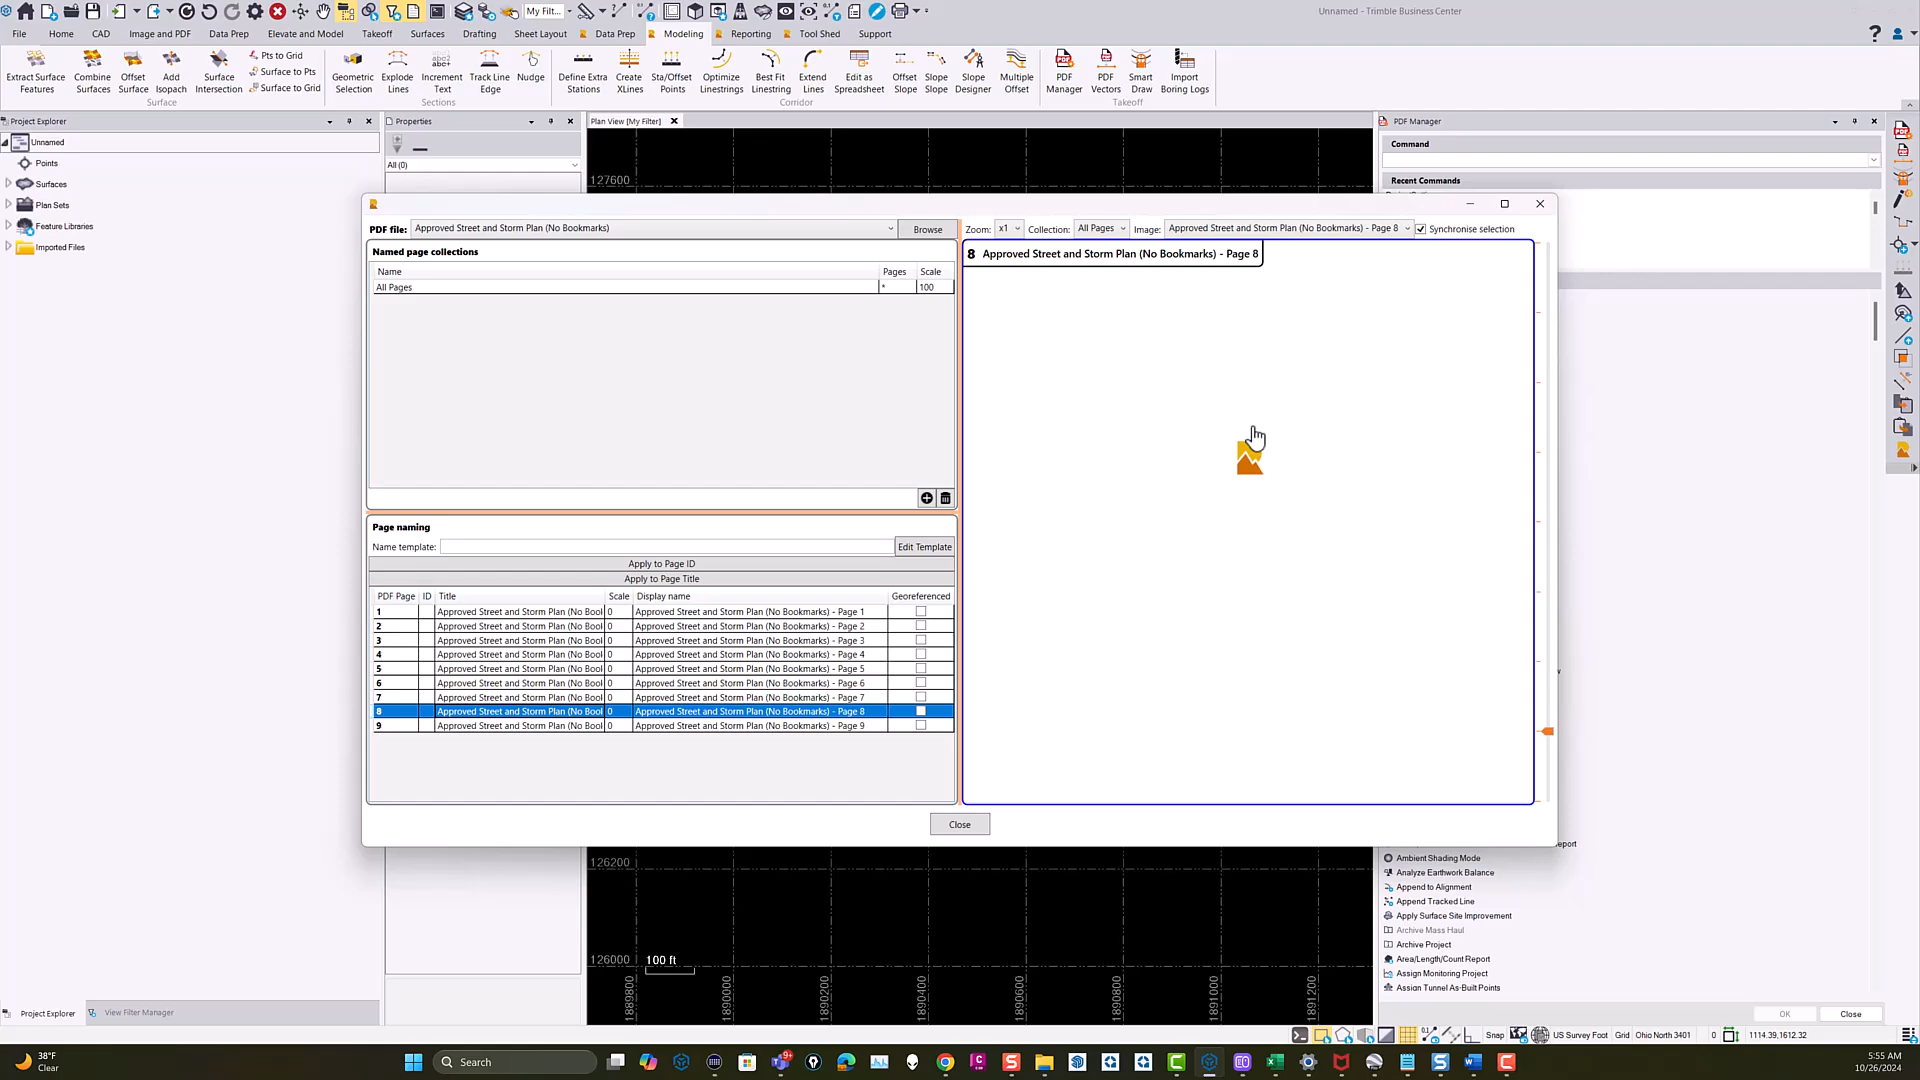 My Filt...
Unnamed - Trimble Business Center
File Home CAD Image and PDF Data Prep Elevate and Model Takeoff Surfaces Drafting Sheet Layout Data Prep Modeling Reporting Tool Shed Support
Extract Surface Features
Combine Surfaces
Offset Surface
Add Isopach
Surface Intersection
Pts to Grid
Surface to Pts
Surface to Grid
Surface
Geometric Selection
Explode Lines
Increment Text
Track Line Edge
Nudge
Sections
Define Extra Stations
Create XLines
Sta/Offset Points
Optimize Linestrings
Best Fit Linestring
Extend Lines
Edit as Spreadsheet
Offset Slope
Slope Slope
Slope Designer
Multiple Offset
Corridor
PDF Manager
PDF Vectors
Smart Draw
Import Boring Logs
Takeoff
Project Explorer
Unnamed
Points
Surfaces
Plan Sets
Feature Libraries
Imported Files
Properties
All (0)
Plan View [My Filter]
127600
PDF Manager
Command
Recent Commands
PDF file: Approved Street and Storm Plan (No Bookmarks) Browse
Zoom: x1 Collection: All Pages Image: Approved Street and Storm Plan (No Bookmarks) - Page 8 Synchronise selection
Named page collections
Name Pages Scale
All Pages * 100
8 Approved Street and Storm Plan (No Bookmarks) - Page 8
Page naming
Name template: Edit Template
Apply to Page ID
Apply to Page Title
PDF Page ID Title Scale Display name Georeferenced
1 Approved Street and Storm Plan (No Bool 0 Approved Street and Storm Plan (No Bookmarks) - Page 1
2 Approved Street and Storm Plan (No Bool 0 Approved Street and Storm Plan (No Bookmarks) - Page 2
3 Approved Street and Storm Plan (No Bool 0 Approved Street and Storm Plan (No Bookmarks) - Page 3
4 Approved Street and Storm Plan (No Bool 0 Approved Street and Storm Plan (No Bookmarks) - Page 4
5 Approved Street and Storm Plan (No Bool 0 Approved Street and Storm Plan (No Bookmarks) - Page 5
6 Approved Street and Storm Plan (No Bool 0 Approved Street and Storm Plan (No Bookmarks) - Page 6
7 Approved Street and Storm Plan (No Bool 0 Approved Street and Storm Plan (No Bookmarks) - Page 7
8 Approved Street and Storm Plan (No Bool 0 Approved Street and Storm Plan (No Bookmarks) - Page 8
9 Approved Street and Storm Plan (No Bool 0 Approved Street and Storm Plan (No Bookmarks) - Page 9
Close
eport
Ambient Shading Mode
Analyze Earthwork Balance
Append to Alignment
Append Tracked Line
Apply Surface Site Improvement
Archive Mass Haul
Archive Project
Area/Length/Count Report
Assign Monitoring Project
Assign Tunnel As-Built Points
126200
126000
100 ft
1889800 1890000 1890200 1890400 1890600 1890800 1891000 1891200
OK Close
Project Explorer View Filter Manager
Snap US Survey Foot Grid Ohio North 3401 0 1114.39,1612.32
38°F
Clear
Search
9+
5:55 AM
10/26/2024